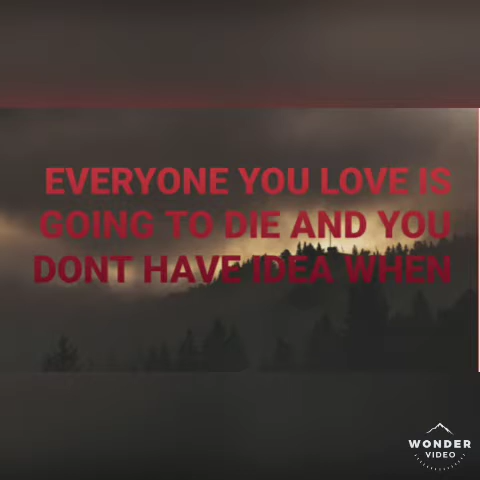 EVERYONE YOU LOVE IS
GOING TO DIE AND YOU
DONT HAVE IDEA WHEN
WONDER
VIDEO